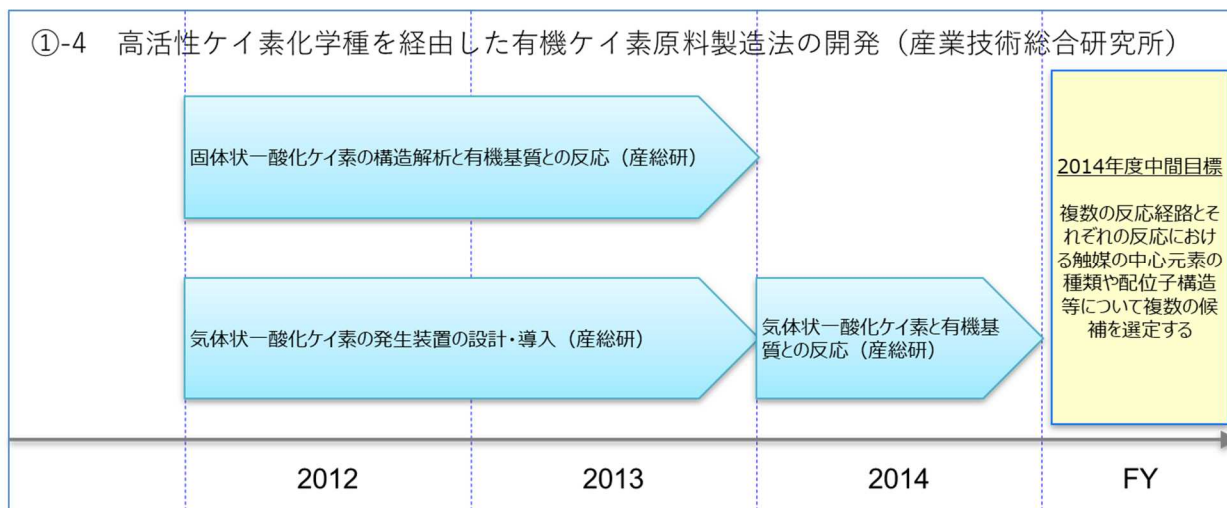 ①-4　高活性ケイ素化学種を経由した有機ケイ素原料製造法の開発（産業技術総合研究所）
固体状一酸化ケイ素の構造解析と有機基質との反応（産総研）
気体状一酸化ケイ素の発生装置の設計・導入（産総研）
気体状一酸化ケイ素と有機基
質との反応（産総研）
2014年度中間目標
複数の反応経路とそ
れぞれの反応におけ
る触媒の中心元素の
種類や配位子構造
等について複数の候
補を選定する
2012
2013
2014
FY